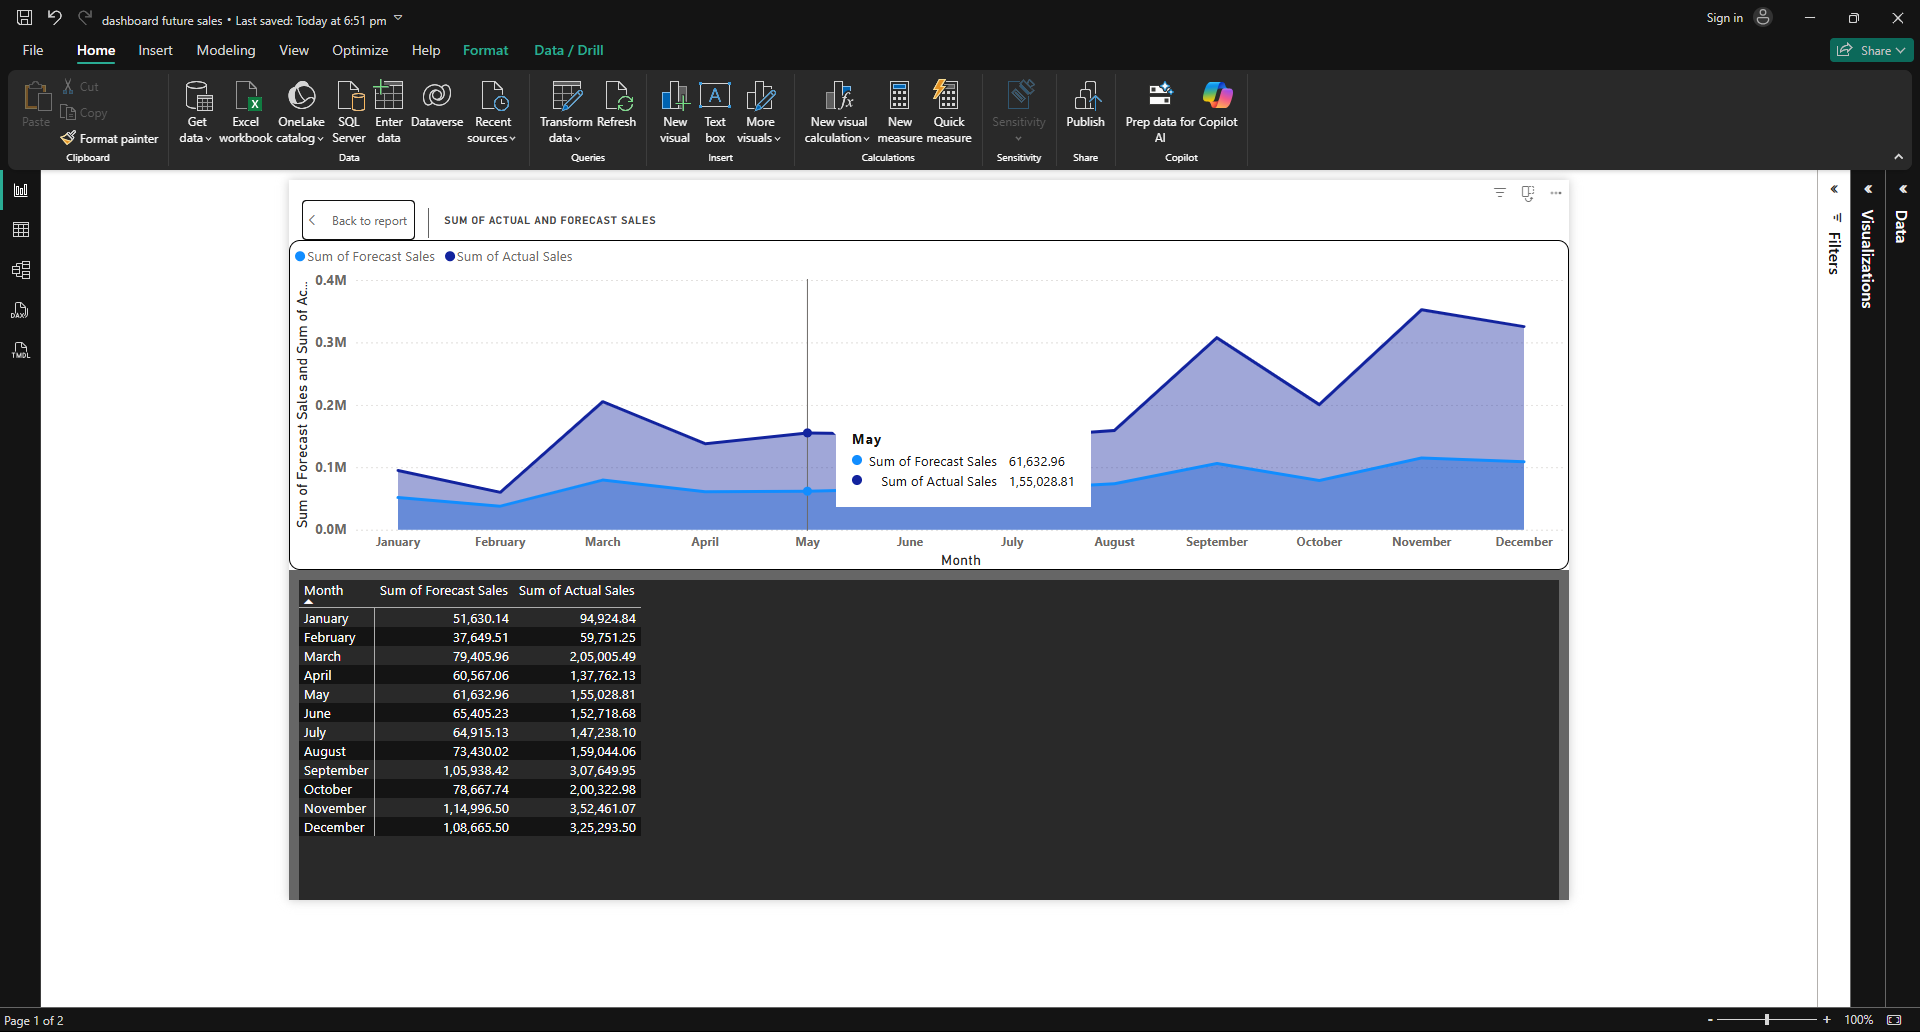 dashboard future sales • Last saved: Today at 6:51 pm
Sign in
File Home Insert Modeling View Optimize Help Format Data / Drill
Share
Paste
Cut
Copy
Format painter
Clipboard
Get data
Excel workbook
OneLake catalog
SQL Server
Enter data
Dataverse
Recent sources
Data
Transform data
Refresh
Queries
New visual
Text box
More visuals
Insert
New visual calculation
New measure
Quick measure
Calculations
Sensitivity
Sensitivity
Publish
Share
Prep data for AI
Copilot
Copilot
DAX
TMDL
Back to report
SUM OF ACTUAL AND FORECAST SALES
Sum of Forecast Sales Sum of Actual Sales
Sum of Forecast Sales and Sum of Ac...
0.4M
0.3M
0.2M
0.1M
0.0M
May
Sum of Forecast Sales 61,632.96
Sum of Actual Sales 1,55,028.81
January February March April May June July August September October November December
Month
Month Sum of Forecast Sales Sum of Actual Sales
January 51,630.14 94,924.84
February 37,649.51 59,751.25
March 79,405.96 2,05,005.49
April 60,567.06 1,37,762.13
May 61,632.96 1,55,028.81
June 65,405.23 1,52,718.68
July 64,915.13 1,47,238.10
August 73,430.02 1,59,044.06
September 1,05,938.42 3,07,649.95
October 78,667.74 2,00,322.98
November 1,14,996.50 3,52,461.07
December 1,08,665.50 3,25,293.50
Filters
Visualizations
Data
Page 1 of 2
- + 100%